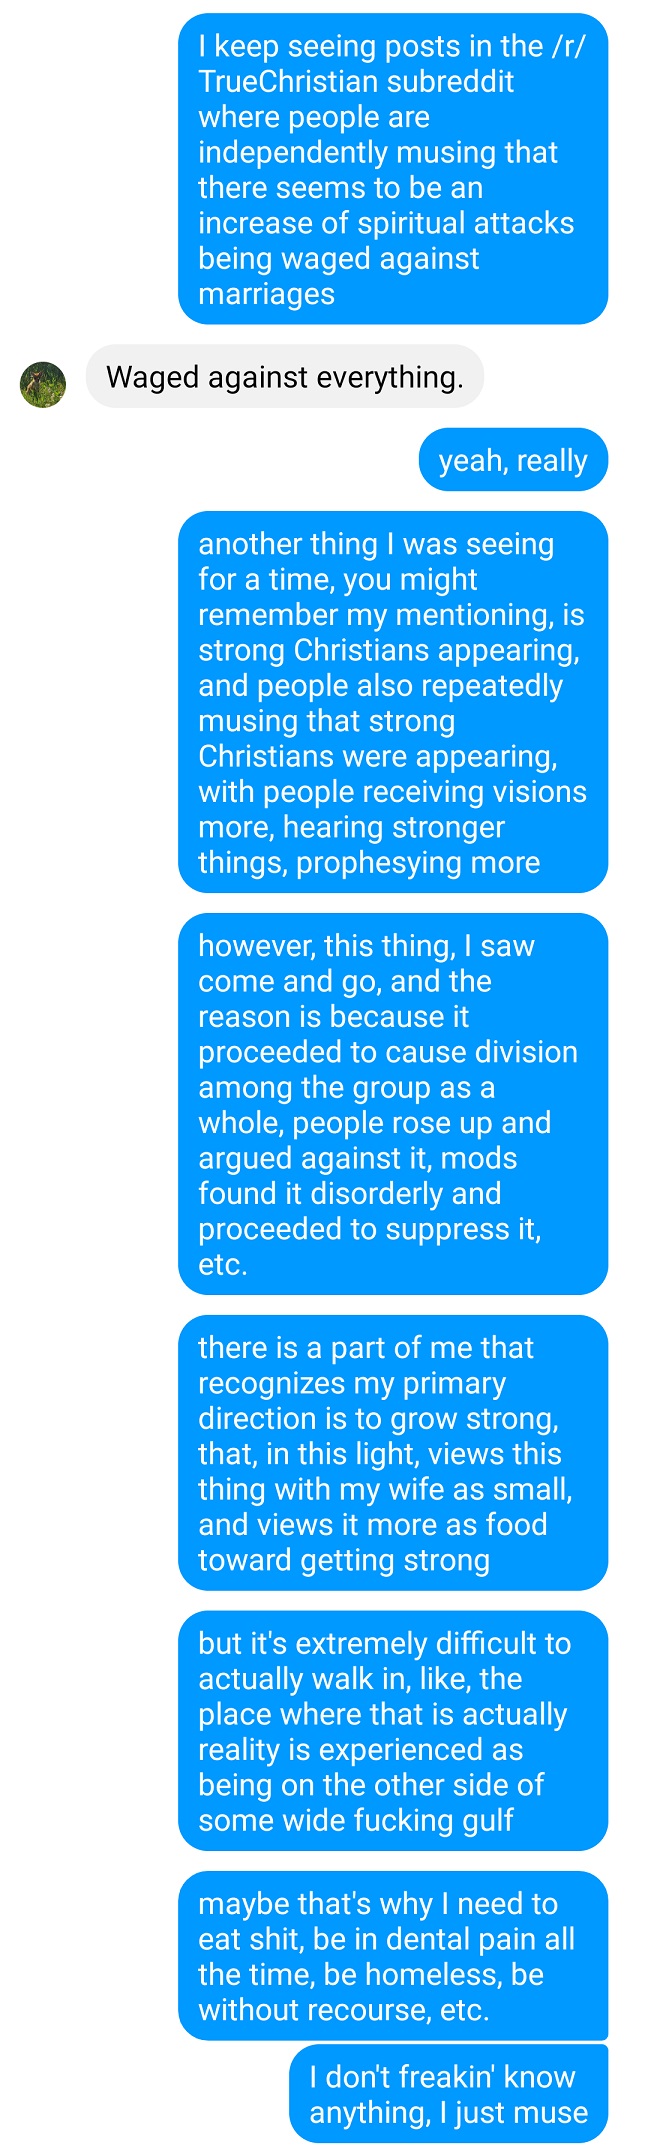 I keep seeing posts in the /r/
TrueChristian subreddit
where people are
independently musing that
there seems to be an
increase of spiritual attacks
being waged against
marriages
Waged against everything.
yeah, really
another thing I was seeing
for a time, you might
remember my mentioning, is
strong Christians appearing,
and people also repeatedly
musing that strong
Christians were appearing,
with people receiving visions
more, hearing stronger
things, prophesying more
however, this thing, I saw
come and go, and the
reason is because it
proceeded to cause division
among the group as a
whole, people rose up and
argued against it, mods
found it disorderly and
proceeded to suppress it,
etc.
there is a part of me that
recognizes my primary
direction is to grow strong,
that, in this light, views this
thing with my wife as small,
and views it more as food
toward getting strong
but it's extremely difficult to
actually walk in, like, the
place where that is actually
reality is experienced as
being on the other side of
some wide fucking gulf
maybe that's why I need to
eat shit, be in dental pain all
the time, be homeless, be
without recourse, etc.
I don't freakin' know
anything, I just muse